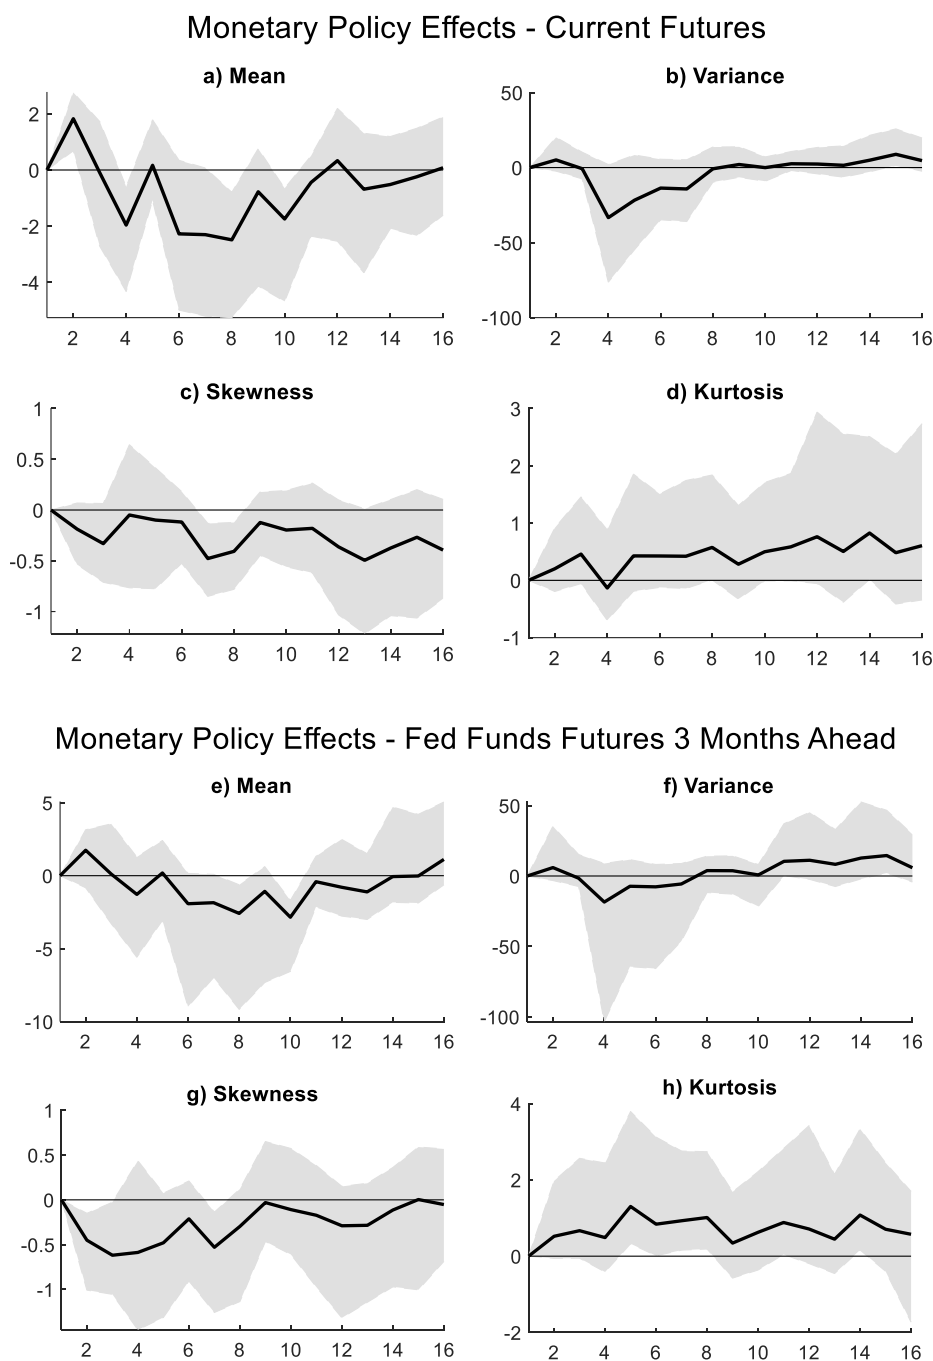 Monetary Policy Effects - Current Futures
a) Mean
2
0
-2
-4
2 4 6 8 10 12 14 16
b) Variance
50
0
-50
-100
2 4 6 8 10 12 14 16
c) Skewness
1
0.5
0
-0.5
-1
2 4 6 8 10 12 14 16
d) Kurtosis
3
2
1
0
-1
2 4 6 8 10 12 14 16
Monetary Policy Effects - Fed Funds Futures 3 Months Ahead
e) Mean
5
0
-5
-10
2 4 6 8 10 12 14 16
f) Variance
50
0
-50
-100
2 4 6 8 10 12 14 16
g) Skewness
1
0.5
0
-0.5
-1
2 4 6 8 10 12 14 16
h) Kurtosis
4
2
0
-2
2 4 6 8 10 12 14 16